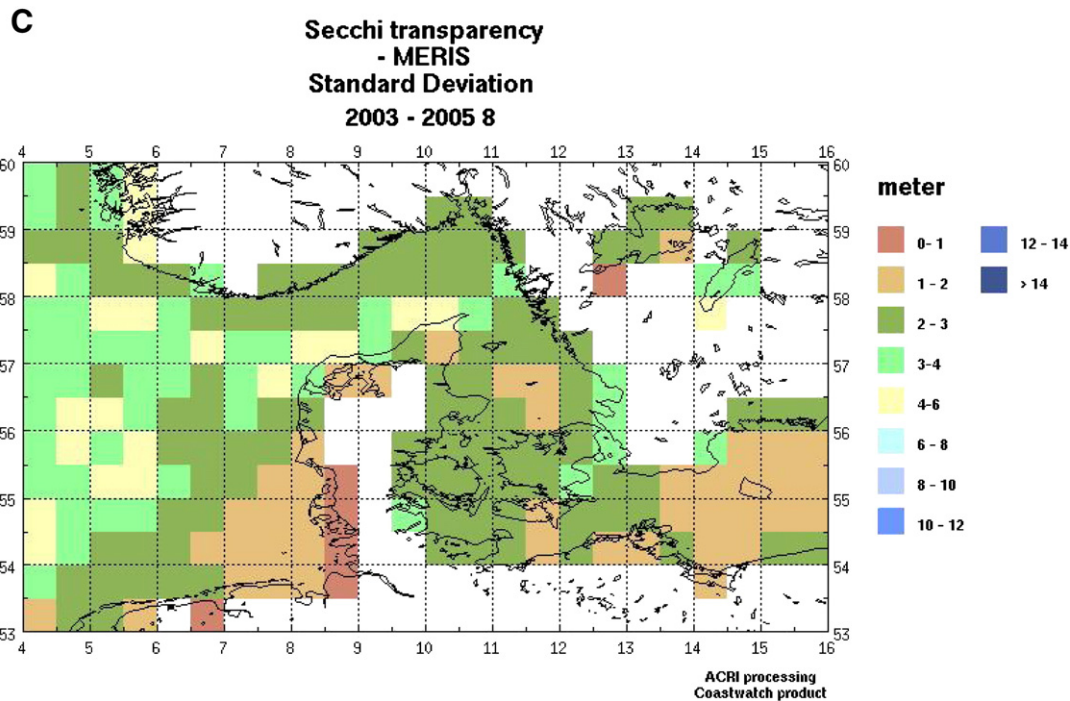 C
Secchi transparency
- MERIS
Standard Deviation
2003 - 2005 8
4 5 6 7 8 9 10 11 12 13 14 15 16
60 60
59 59
58 58
57 57
56 56
55 55
54 54
53 53
4 5 6 7 8 9 10 11 12 13 14 15 16
meter
0- 1
1 - 2
2 - 3
3-4
4-6
6 - 8
8 - 10
10 - 12
12 - 14
> 14
ACRI processing
Coastwatch product